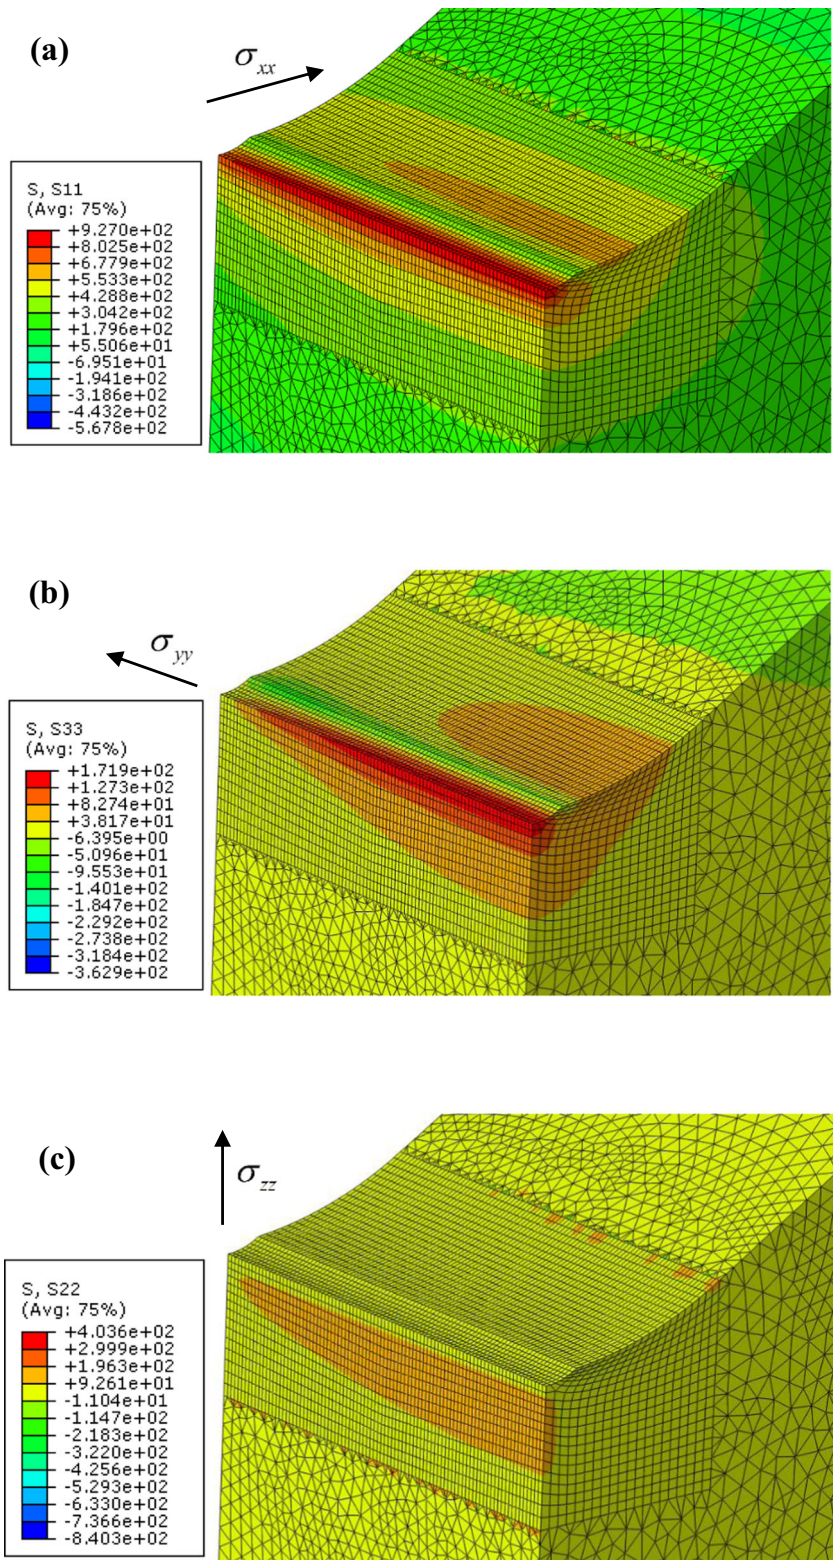 (a)
σxx
S, S11
(Avg: 75%)
+9.270e+02
+8.025e+02
+6.779e+02
+5.533e+02
+4.288e+02
+3.042e+02
+1.796e+02
+5.506e+01
-6.951e+01
-1.941e+02
-3.186e+02
-4.432e+02
-5.678e+02
(b)
σyy
S, S33
(Avg: 75%)
+1.719e+02
+1.273e+02
+8.274e+01
+3.817e+01
-6.395e+00
-5.096e+01
-9.553e+01
-1.401e+02
-1.847e+02
-2.292e+02
-2.738e+02
-3.184e+02
-3.629e+02
(c)
σzz
S, S22
(Avg: 75%)
+4.036e+02
+2.999e+02
+1.963e+02
+9.261e+01
-1.104e+01
-1.147e+02
-2.183e+02
-3.220e+02
-4.256e+02
-5.293e+02
-6.330e+02
-7.366e+02
-8.403e+02